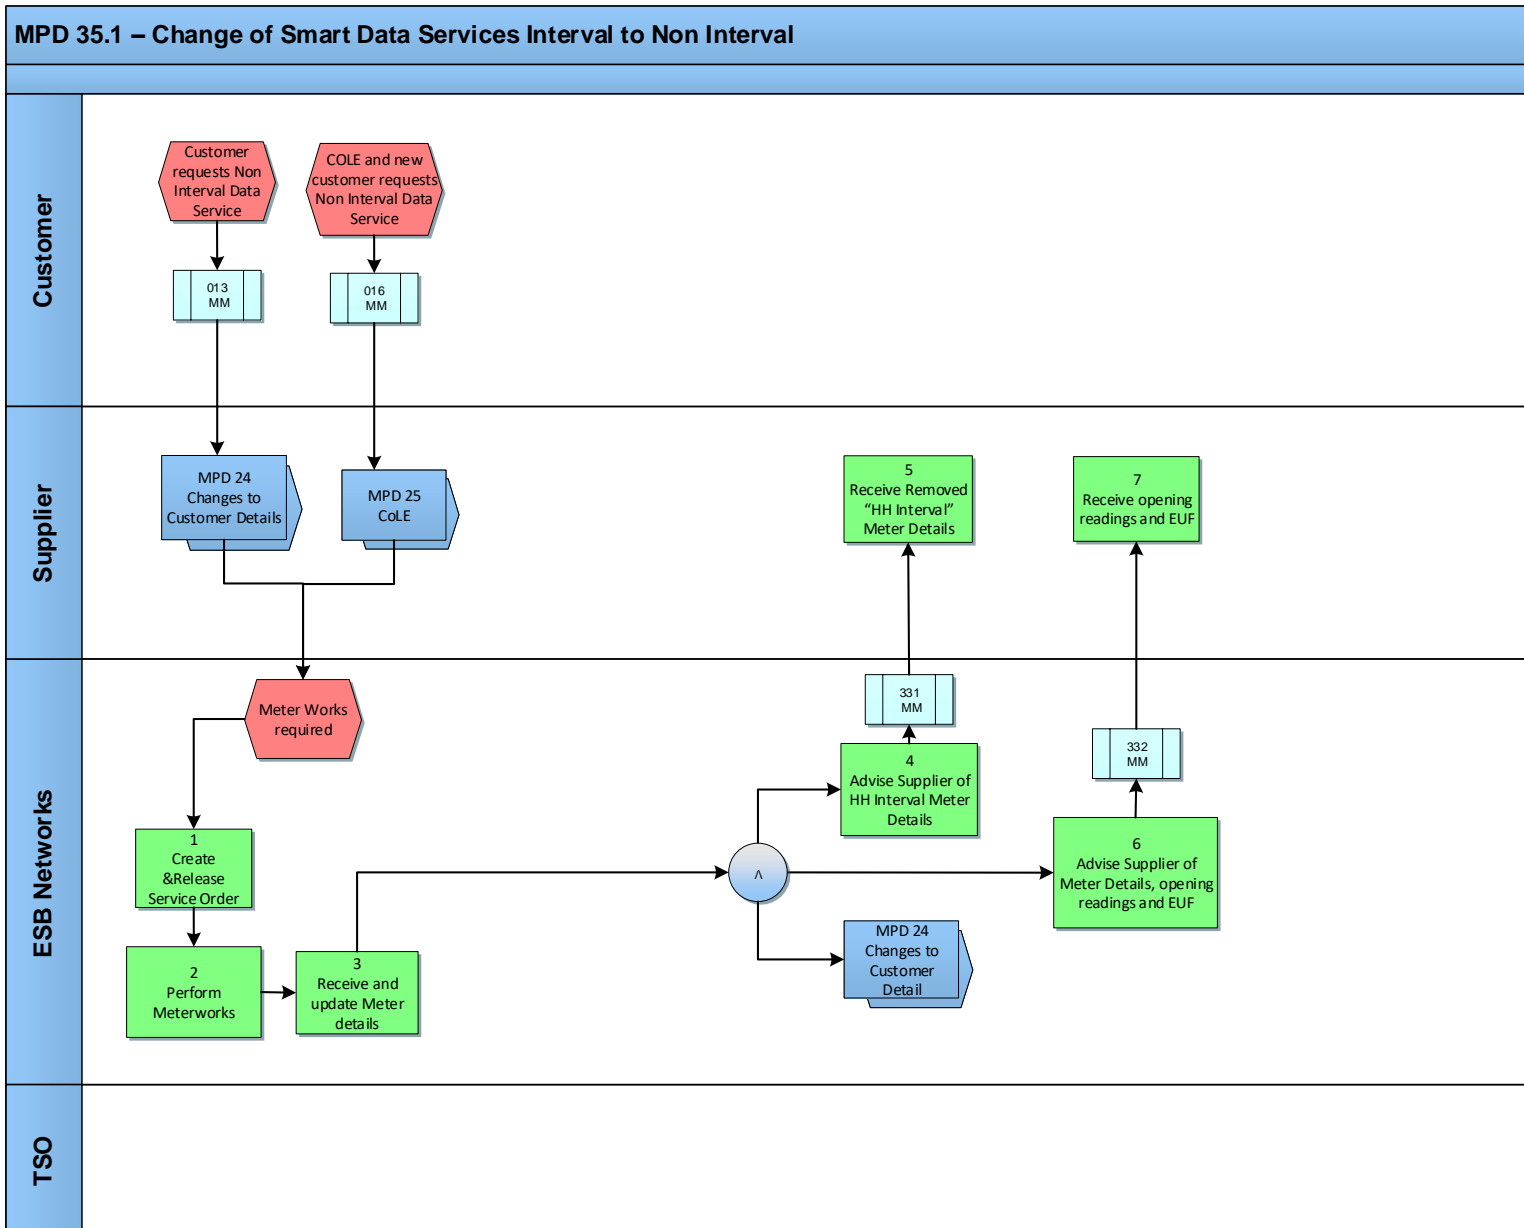 MPD 35.1 – Change of Smart Data Services Interval to Non Interval
Customer
Customer
requests Non
Interval Data
Service
COLE and new
customer requests
Non Interval Data
Service
013
MM
016
MM
Supplier
MPD 24
Changes to
Customer Details
MPD 25
CoLE
5
Receive Removed
“HH Interval”
Meter Details
7
Receive opening
readings and EUF
ESB Networks
Meter Works
required
331
MM
332
MM
4
Advise Supplier of
HH Interval Meter
Details
1
Create
&Release
Service Order
6
Advise Supplier of
Meter Details, opening
readings and EUF
Λ
MPD 24
Changes to
Customer
Detail
2
Perform
Meterworks
3
Receive and
update Meter
details
TSO